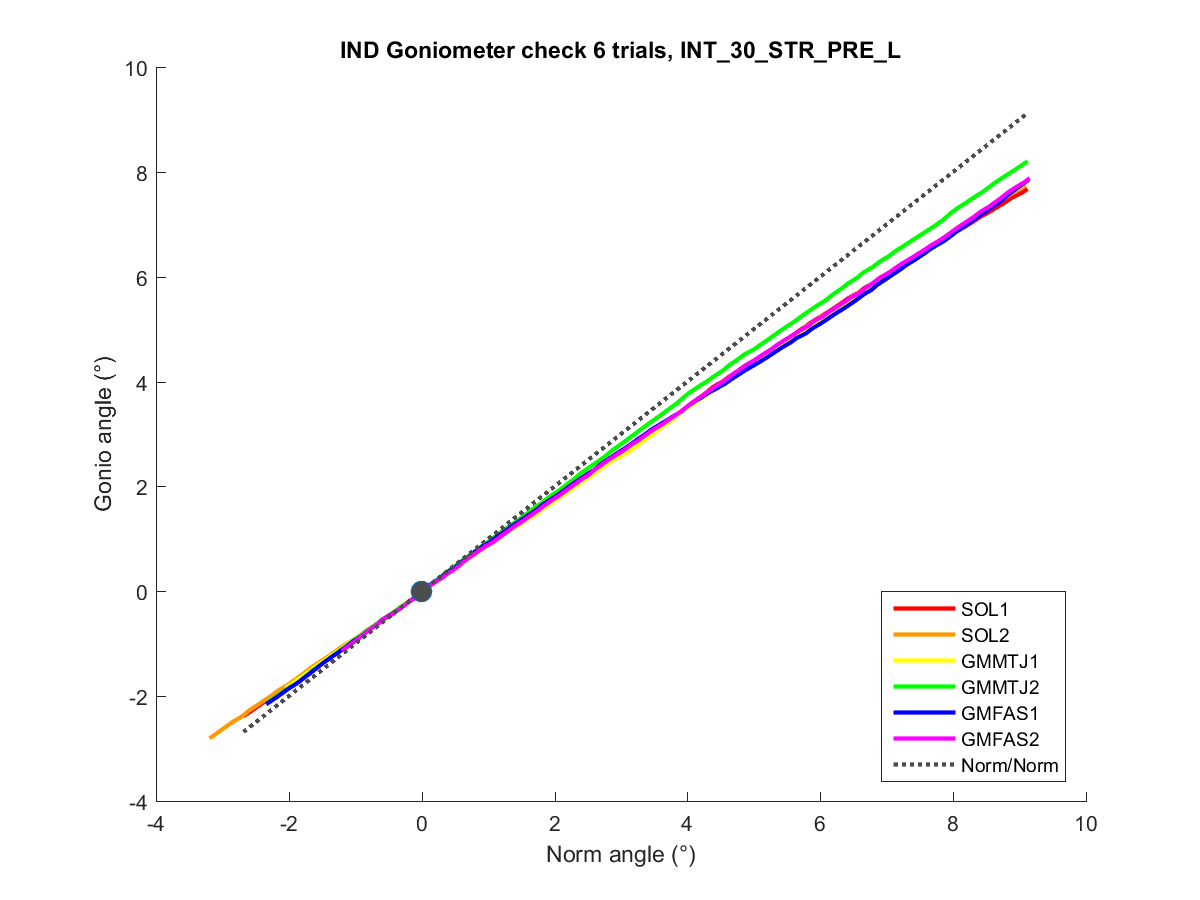 IND Goniometer check 6 trials, INT_30_STR_PRE_L
10
8
6
4
2
0
-2
-4
Gonio angle (°)
-4
-2
0
2
4
6
8
10
Norm angle (°)
SOL1
SOL2
GMMTJ1
GMMTJ2
GMFAS1
GMFAS2
Norm/Norm